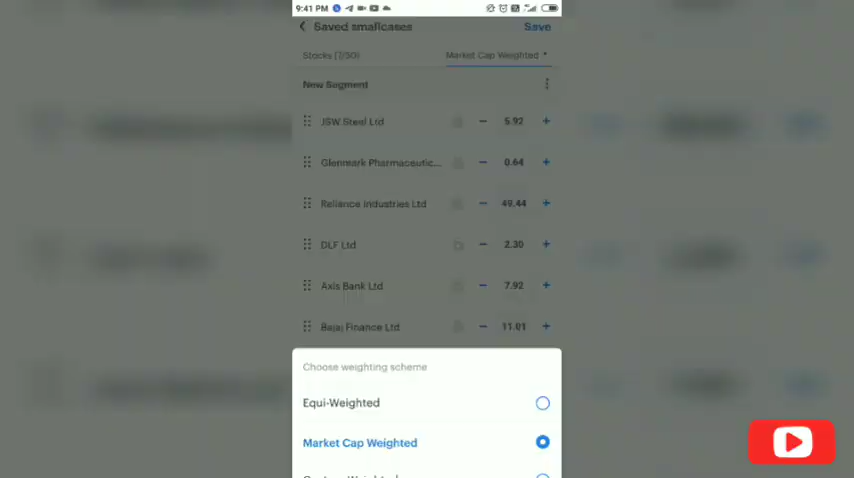 9:41 PM
Saved smallcases
Save
Stocks (7/50)
Market Cap Weighted
New Segment
JSW Steel Ltd
5.92
Glenmark Pharmaceutic...
0.64
Reliance Industries Ltd
49.44
DLF Ltd
2.30
Axis Bank Ltd
7.92
Bajaj Finance Ltd
11.01
Choose weighting scheme
Equi-Weighted
Market Cap Weighted